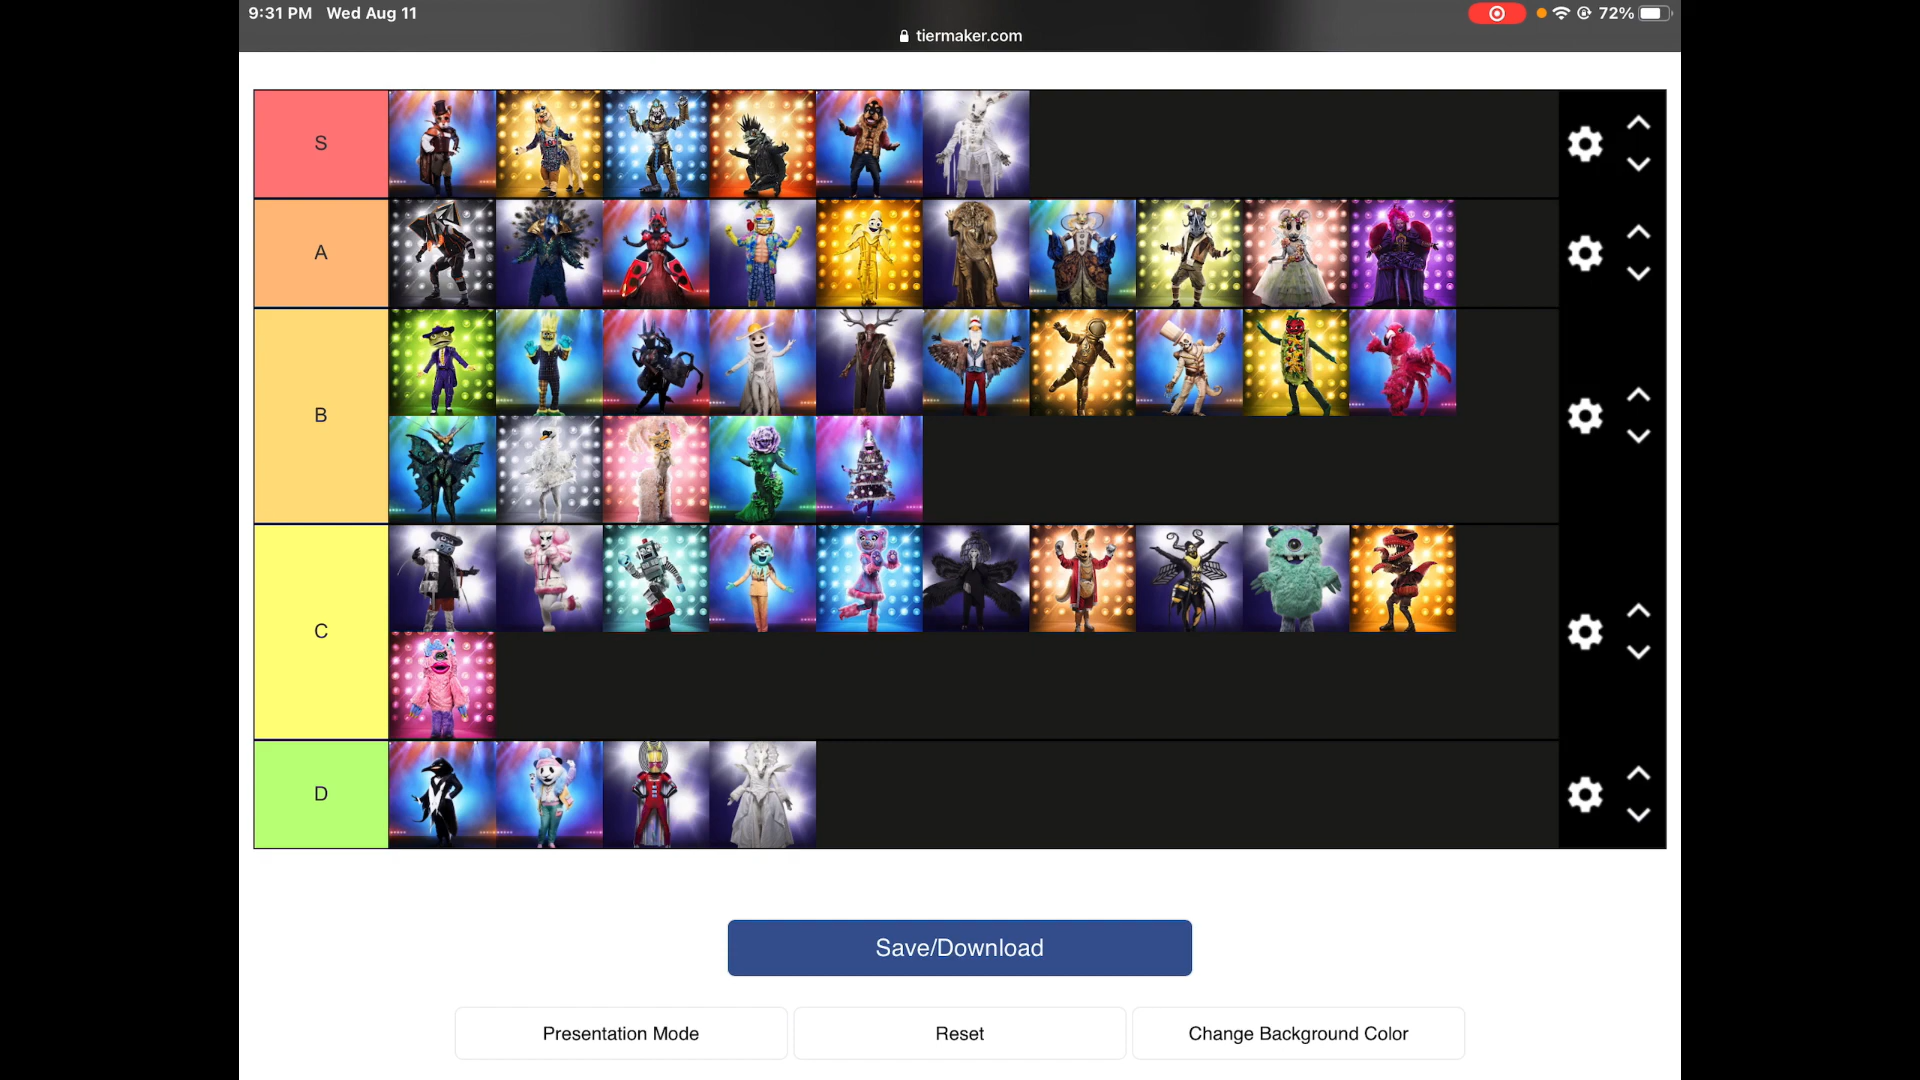 9:31 PM Wed Aug 11
72%
tiermaker.com
S
A
B
C
D
Save/Download
Presentation Mode
Reset
Change Background Color